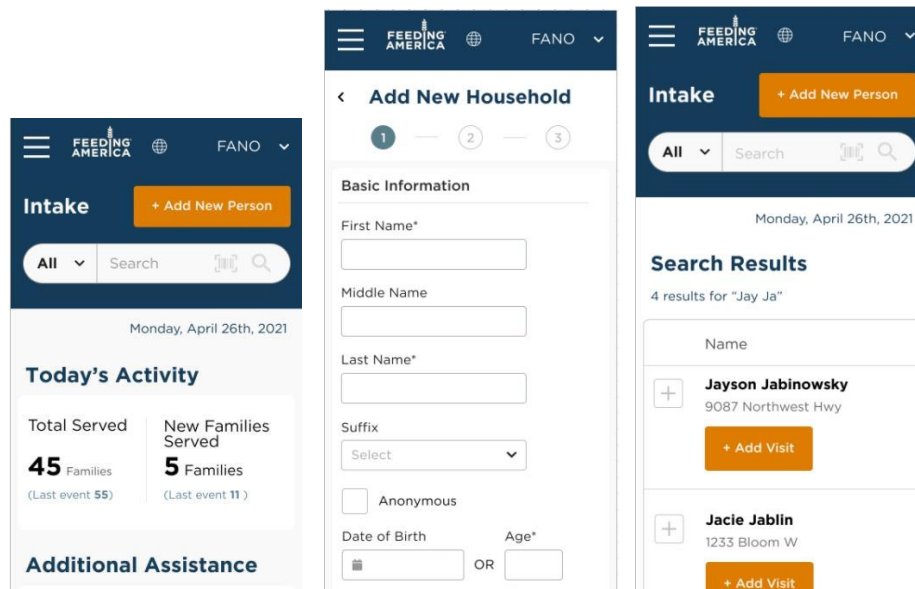 FEEDING
AMERICA
FANO
Intake
+ Add New Person
All
Search
Monday, April 26th, 2021
Today's Activity
Total Served
45 Families
(Last event 55)
New Families
Served
5 Families
(Last event 11 )
Additional Assistance
FEEDING
AMERICA
FANO
Add New Household
1
2
3
Basic Information
First Name*
Middle Name
Last Name*
Suffix
Select
Anonymous
Date of Birth
Age*
OR
FEEDING
AMERICA
FANO
Intake
+ Add New Person
All
Search
Monday, April 26th, 2021
Search Results
4 results for “Jay Ja”
Name
Jayson Jabinowsky
9087 Northwest Hwy
+ Add Visit
Jacie Jablin
1233 Bloom W
+ Add Visit